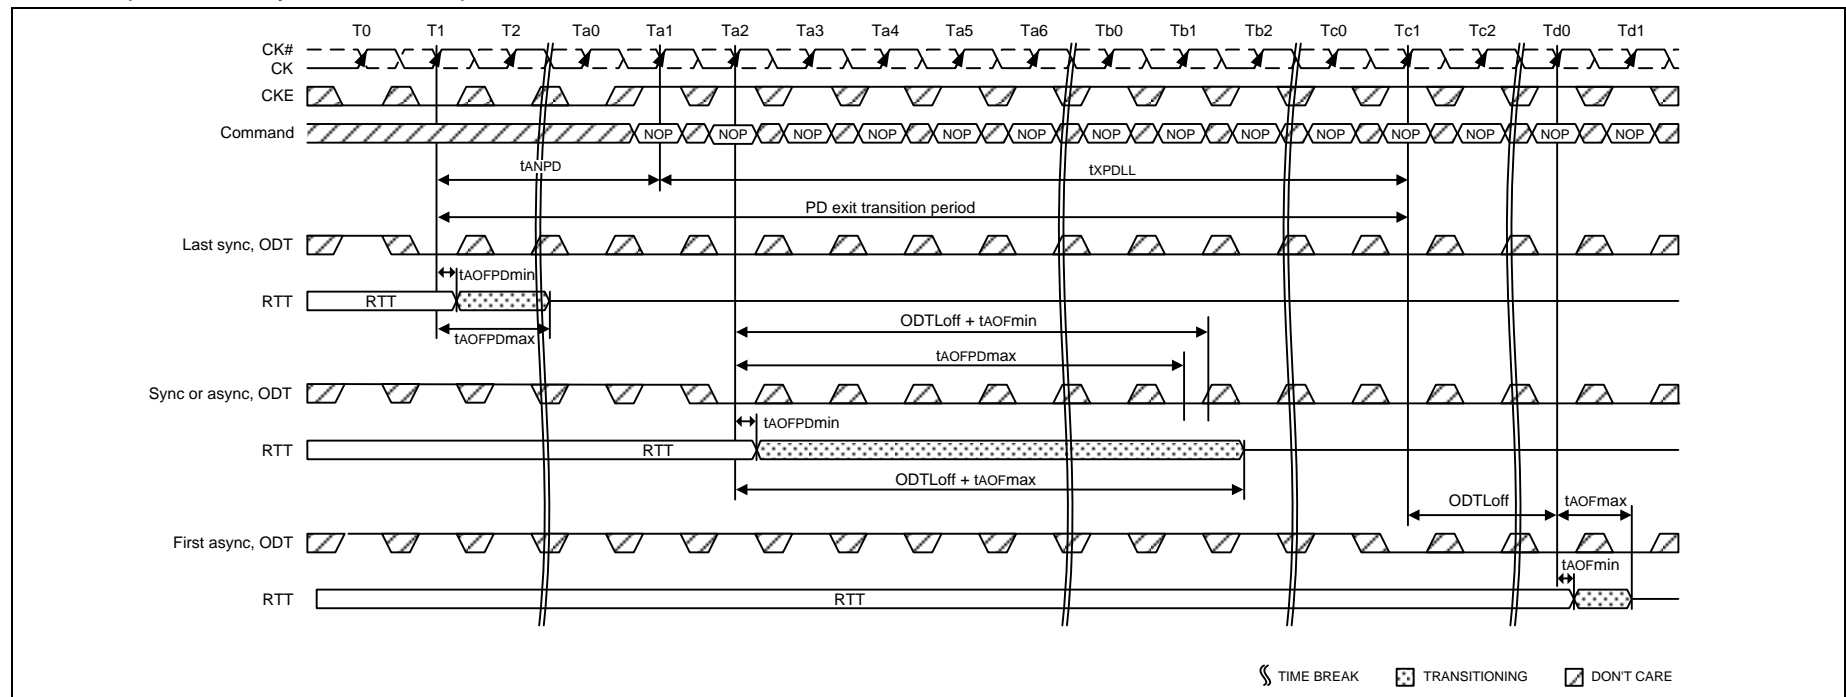 T0 T1 T2 Ta0 Ta1 Ta2 Ta3 Ta4 Ta5 Ta6 Tb0 Tb1 Tb2 Tc0 Tc1 Tc2 Td0 Td1
CK#
CK
CKE
Command NOP NOP NOP NOP NOP NOP NOP NOP NOP NOP NOP NOP NOP NOP
tANPD tXPDLL
PD exit transition period
Last sync, ODT
tAOFPDmin
RTT RTT
tAOFPDmax
ODTLoff + tAOFmin
tAOFPDmax
Sync or async, ODT
tAOFPDmin
RTT RTT
ODTLoff + tAOFmax
ODTLoff tAOFmax
First async, ODT
tAOFmin
RTT RTT
TIME BREAK TRANSITIONING DON'T CARE